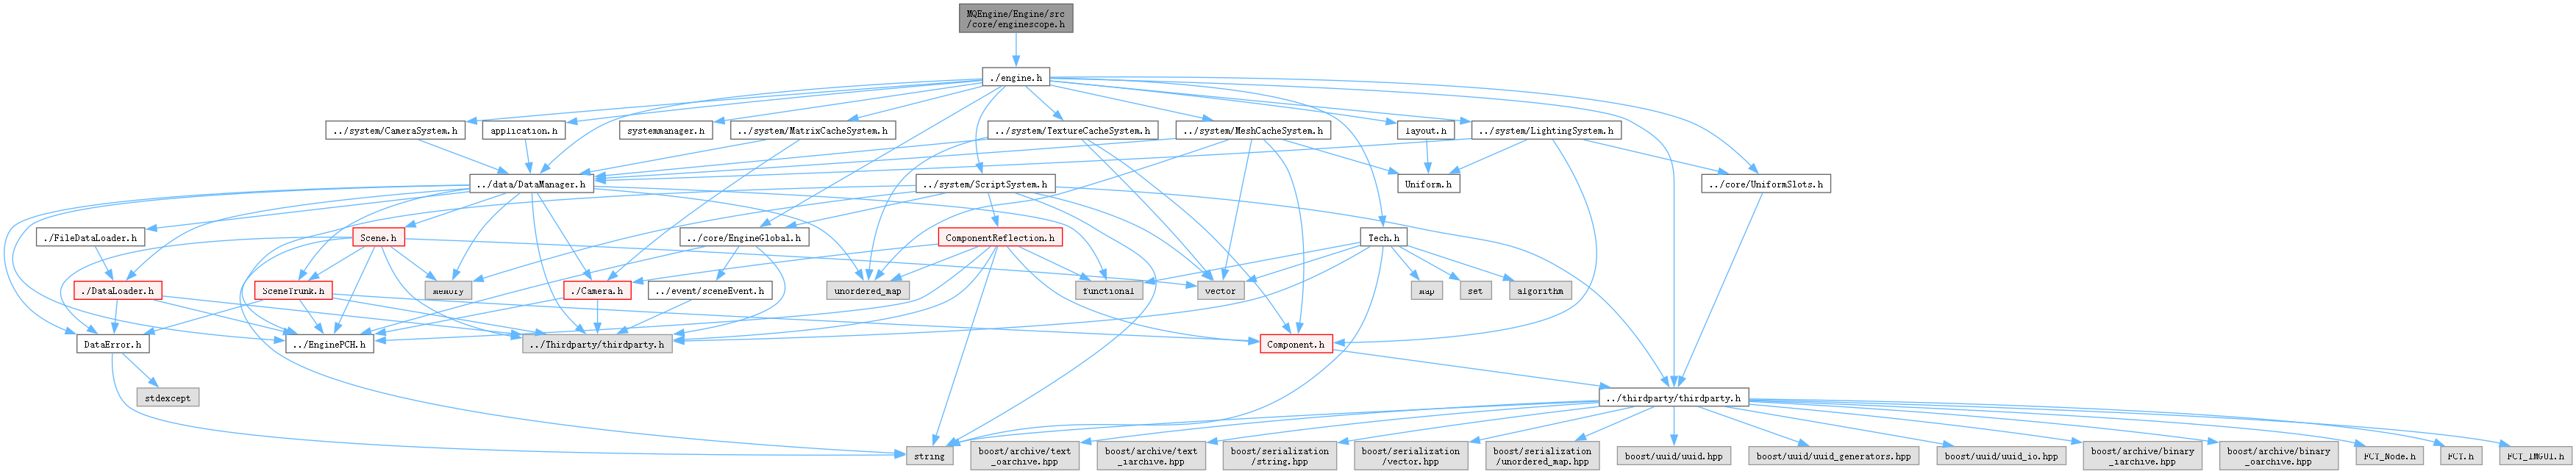 MQEngine/Engine/src
/core/enginescope.h
./engine.h
../system/CameraSystem.h
application.h
systemmanager.h
../system/MatrixCacheSystem.h
../system/TextureCacheSystem.h
../system/MeshCacheSystem.h
layout.h
../system/LightingSystem.h
../data/DataManager.h
../system/ScriptSystem.h
Uniform.h
../core/UniformSlots.h
./FileDataLoader.h
Scene.h
../core/EngineGlobal.h
ComponentReflection.h
Tech.h
./DataLoader.h
SceneTrunk.h
memory
./Camera.h
../event/sceneEvent.h
unordered_map
functional
vector
map
set
algorithm
DataError.h
../EnginePCH.h
../Thirdparty/thirdparty.h
Component.h
stdexcept
../thirdparty/thirdparty.h
string
boost/archive/text
_oarchive.hpp
boost/archive/text
_iarchive.hpp
boost/serialization
/string.hpp
boost/serialization
/vector.hpp
boost/serialization
/unordered_map.hpp
boost/uuid/uuid.hpp
boost/uuid/uuid_generators.hpp
boost/uuid/uuid_io.hpp
boost/archive/binary
_iarchive.hpp
boost/archive/binary
_oarchive.hpp
FCT_Node.h
FCT.h
FCT_IMGUI.h